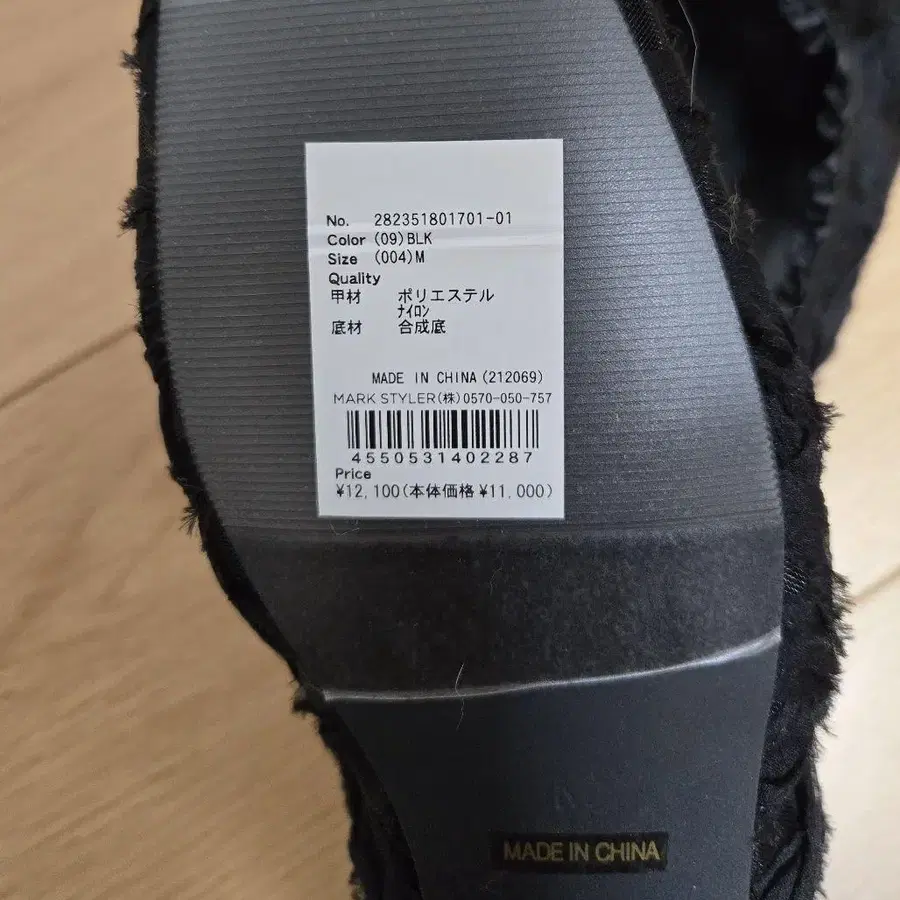 No. 282351801701-01
Color (09)BLK
Size (004)M
Quality
甲材 ポリエステル
ﾅｲﾛﾝ
底材 合成底
MADE IN CHINA(212069)
MARK STYLER(株)0570-050-757
4550531402287
Price
¥12,100(本体価格¥11,000)
MADE IN CHINA